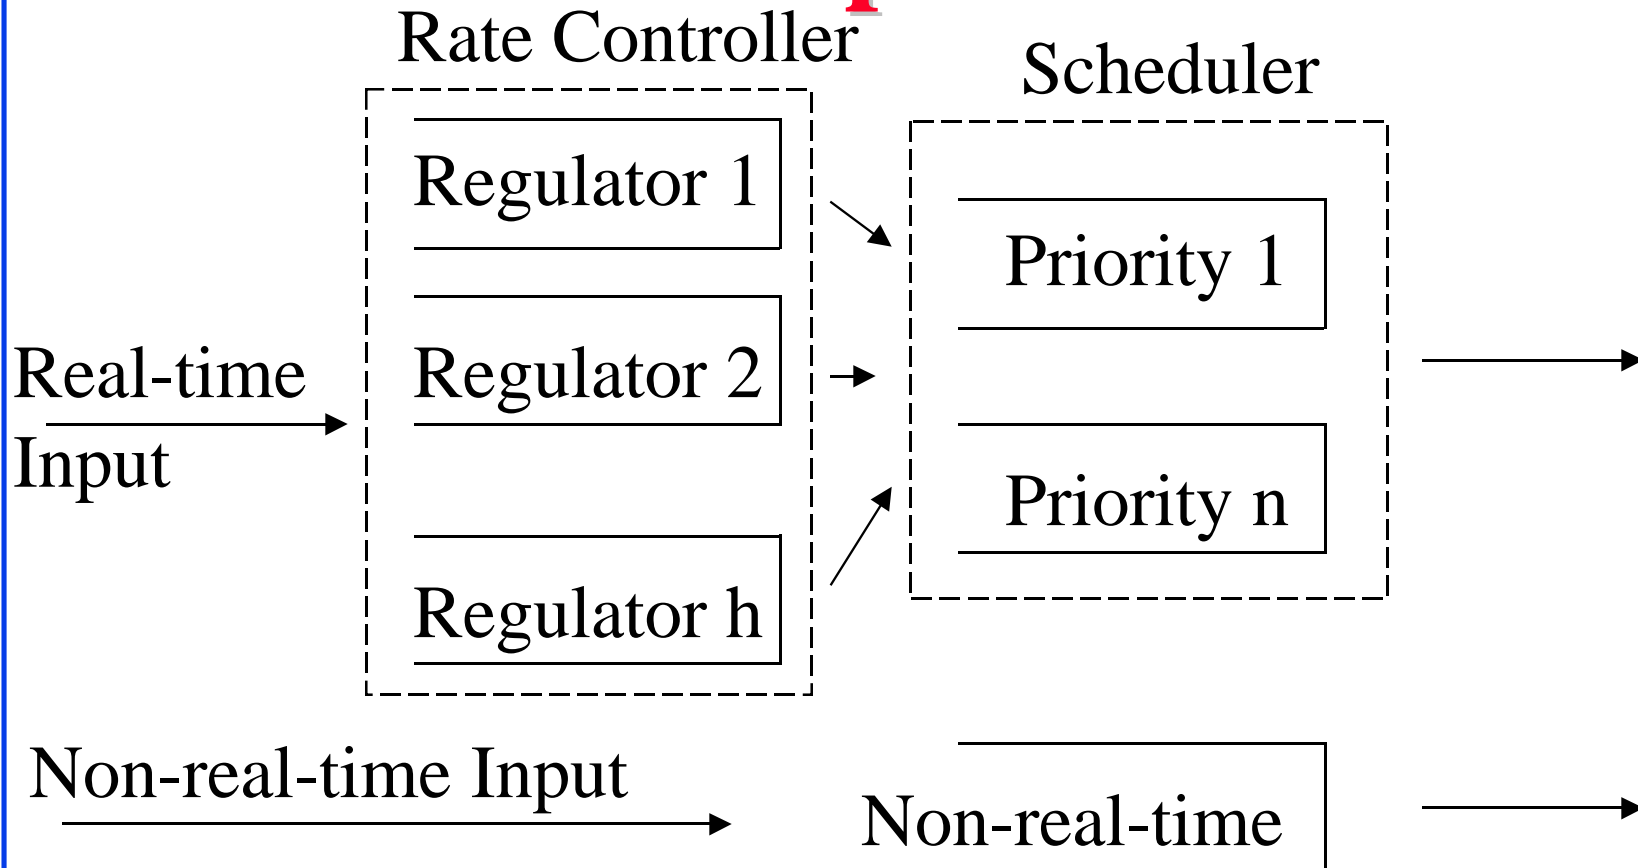 Rate Controller
Scheduler
Regulator 1
Priority 1
Real-time
Input
Regulator 2
Priority n
Regulator h
Non-real-time Input
Non-real-time